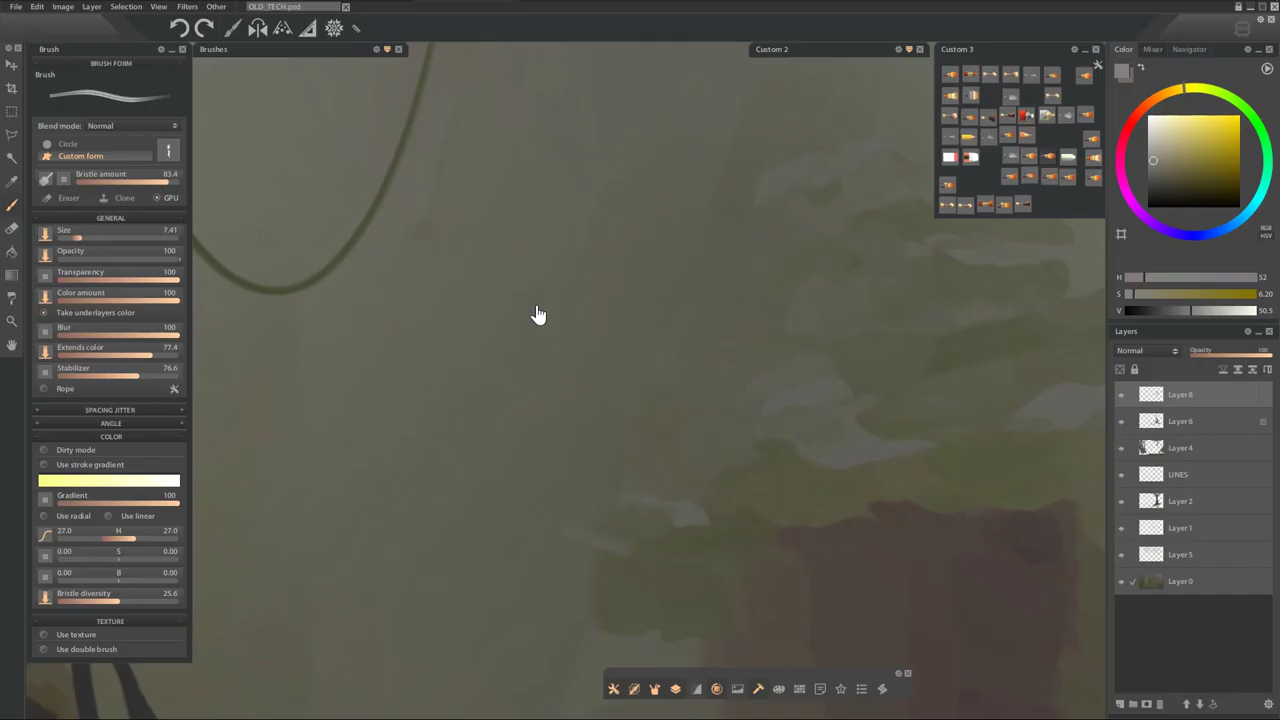 File Edit Image Layer Selection View Filters Other OLD_TECH.psd
Brush
Brushes
Custom 2
Custom 3
Color Mixer Navigator
BRUSH FORM
Brush
Blend mode: Normal
Circle
Custom form
Bristle amount 83.4
Eraser Clone GPU
GENERAL
Size 7.41
Opacity 100
Transparency 100
Color amount 100
Take underlayers color
Blur 100
Extends color 77.4
Stabilizer 76.6
Rope
SPACING JITTER
ANGLE
COLOR
Dirty mode
Use stroke gradient
Gradient 100
Use radial Use linear
27.0 H 27.0
0.00 S 0.00
0.00 B 0.00
Bristle diversity 25.6
TEXTURE
Use texture
Use double brush
RGB
HSV
H 52
S 6.20
V 50.5
Layers
Normal Opacity 100
Layer 8
Layer 6
Layer 4
LINES
Layer 2
Layer 1
Layer 5
Layer 0